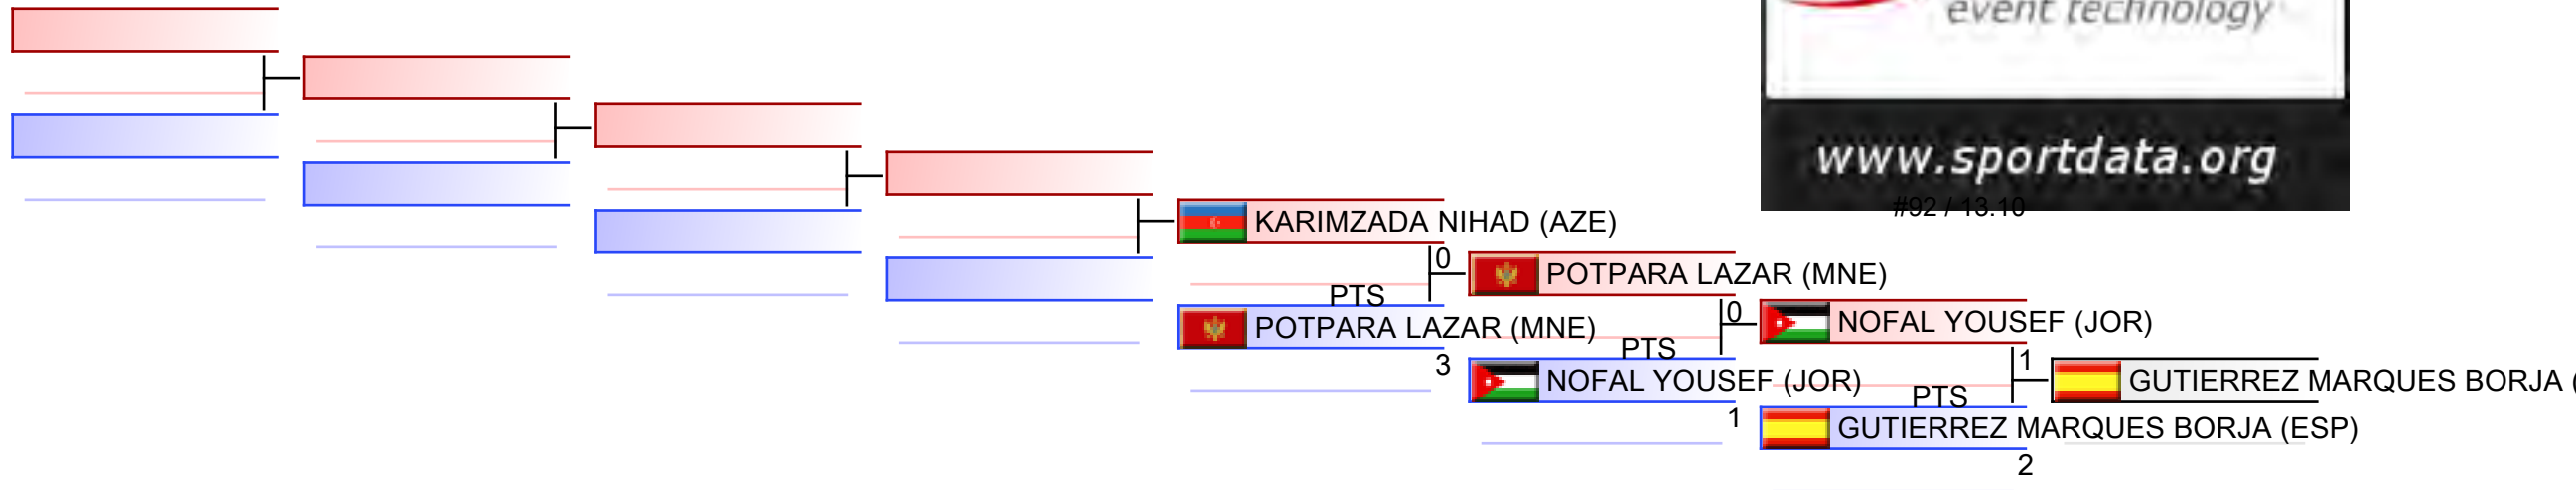 event technology
www.sportdata.org
#92 / 13.10
KARIMZADA NIHAD (AZE)
0
POTPARA LAZAR (MNE)
PTS
0
NOFAL YOUSEF (JOR)
POTPARA LAZAR (MNE)
PTS
1
3
NOFAL YOUSEF (JOR)
GUTIERREZ MARQUES BORJA (
PTS
1
GUTIERREZ MARQUES BORJA (ESP)
2